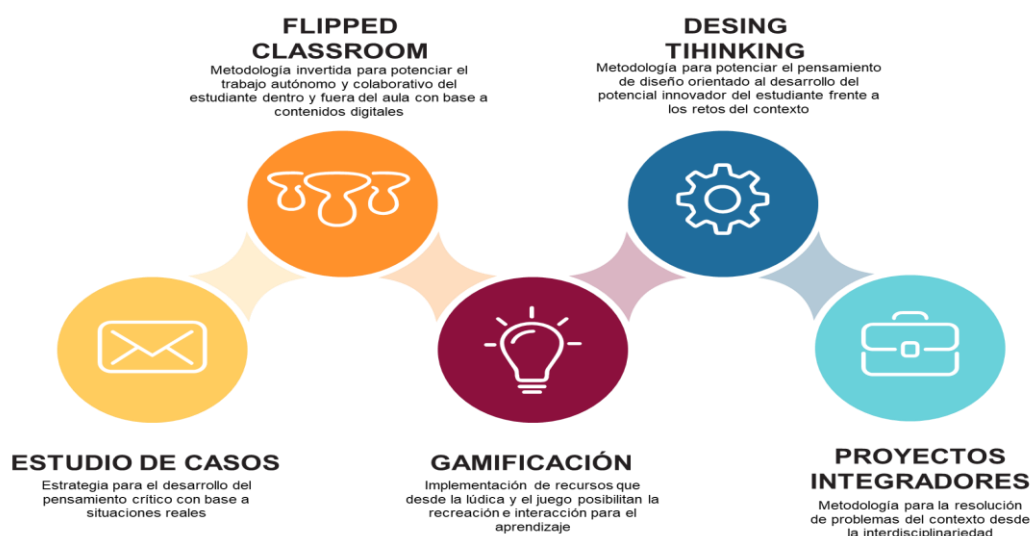 FLIPPED
CLASSROOM
Metodología invertida para potenciar el
trabajo autónomo y colaborativo del
estudiante dentro y fuera del aula con base a
contenidos digitales
DESING
TIHINKING
Metodología para potenciar el pensamiento
de diseño orientado al desarrollo del
potencial innovador del estudiante frente a
los retos del contexto
ESTUDIO DE CASOS
Estrategia para el desarrollo del
pensamiento crítico con base a
situaciones reales
GAMIFICACIÓN
Implementación de recursos que
desde la lúdica y el juego posibilitan la
recreación e interacción para el
aprendizaje
PROYECTOS
INTEGRADORES
Metodología para la resolución
de problemas del contexto desde
la interdisciplinariedad